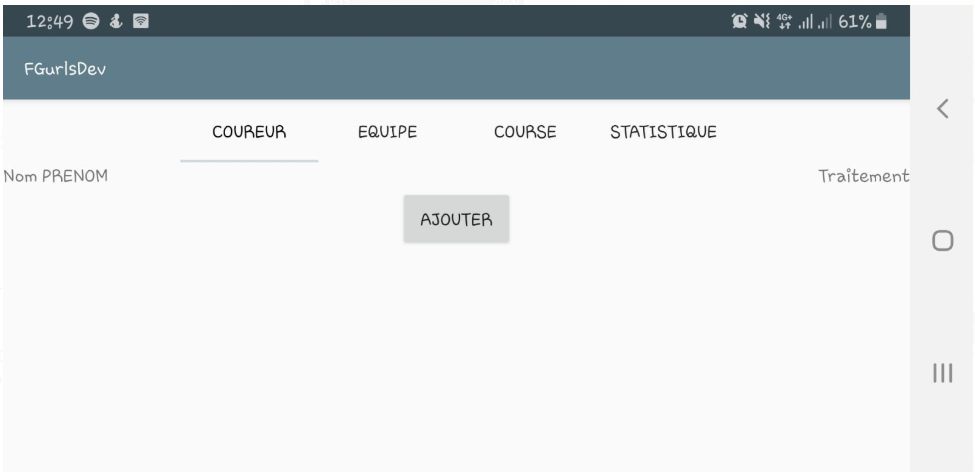 12:49 61%
FGurlsDev
COUREUR EQUIPE COURSE STATISTIQUE
Nom PRENOM Traitement
AJOUTER